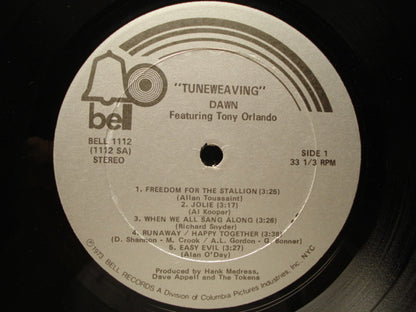 bell
"TUNEWEAVING"
DAWN
Featuring Tony Orlando
BELL 1112
(1112 SA)
STEREO
SIDE 1
33 1/3 RPM
1. FREEDOM FOR THE STALLION (3:25)
(Allan Toussaint)
2. JOLIE (3:17)
(Al Kooper)
3. WHEN WE ALL SANG ALONG (3:28)
(Richard Snyder)
4. RUNAWAY / HAPPY TOGETHER (3:38)
(D. Shannon - M. Crook / A.L. Gordon - G. Bonner)
5. EASY EVIL (3:27)
(Alan O'Day)
Produced by Hank Medress,
Dave Appell and The Tokens
℗1973 BELL RECORDS A Division of Columbia Pictures Industries, Inc. NYC